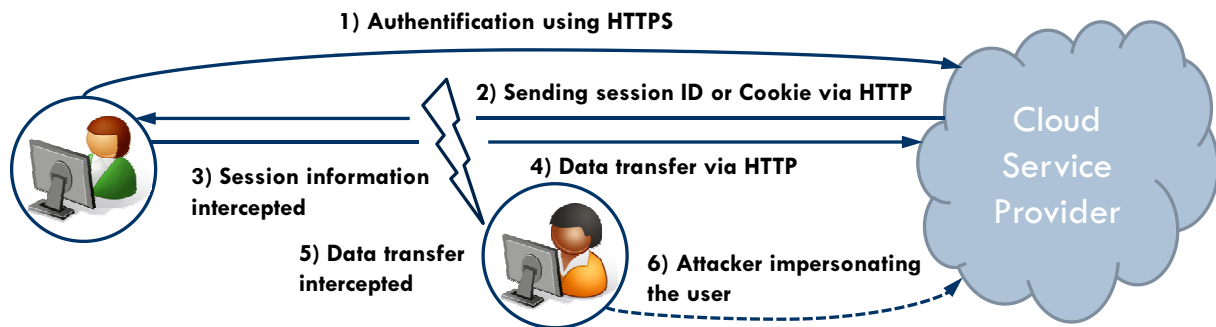 1) Authentification using HTTPS
2) Sending session ID or Cookie via HTTP
3) Session information
intercepted
4) Data transfer via HTTP
5) Data transfer
intercepted
6) Attacker impersonating
the user
Cloud
Service
Provider